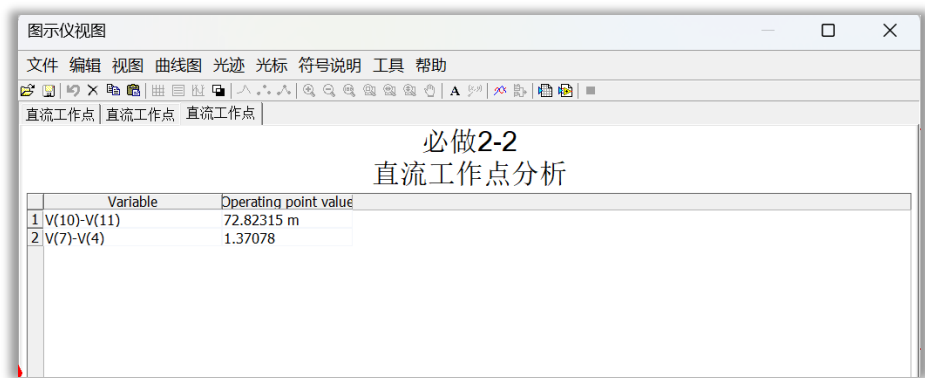 图示仪视图
文件 编辑 视图 曲线图 光迹 光标 符号说明 工具 帮助
A
直流工作点 直流工作点 直流工作点
必做2-2
直流工作点分析
Variable Operating point value
1 V(10)-V(11) 72.82315 m
2 V(7)-V(4) 1.37078